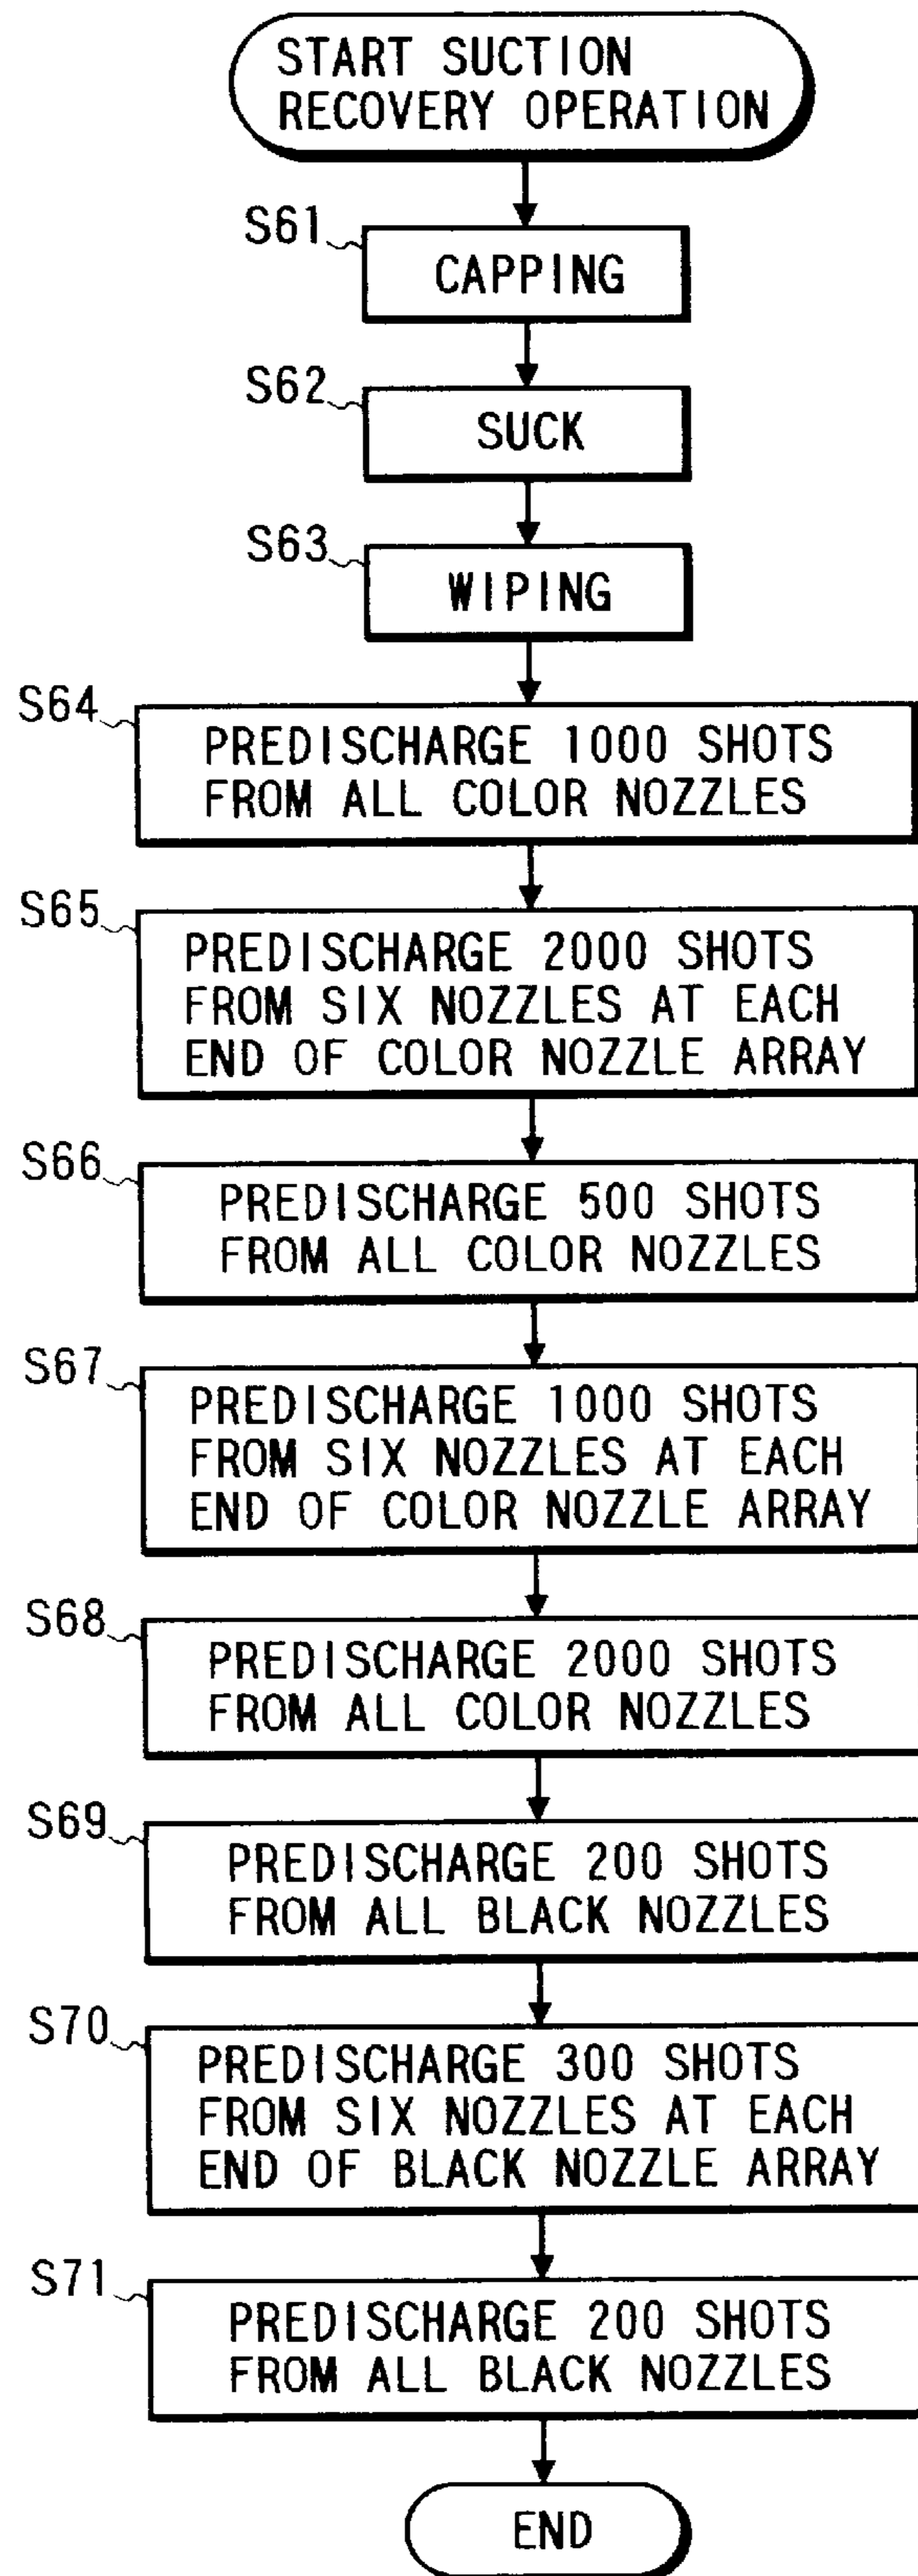 START SUCTION
RECOVERY OPERATION
S61
CAPPING
S62
SUCK
S63
WIPING
S64
PREDISCHARGE 1000 SHOTS
FROM ALL COLOR NOZZLES
S65
PREDISCHARGE 2000 SHOTS
FROM SIX NOZZLES AT EACH
END OF COLOR NOZZLE ARRAY
S66
PREDISCHARGE 500 SHOTS
FROM ALL COLOR NOZZLES
S67
PREDISCHARGE 1000 SHOTS
FROM SIX NOZZLES AT EACH
END OF COLOR NOZZLE ARRAY
S68
PREDISCHARGE 2000 SHOTS
FROM ALL COLOR NOZZLES
S69
PREDISCHARGE 200 SHOTS
FROM ALL BLACK NOZZLES
S70
PREDISCHARGE 300 SHOTS
FROM SIX NOZZLES AT EACH
END OF BLACK NOZZLE ARRAY
S71
PREDISCHARGE 200 SHOTS
FROM ALL BLACK NOZZLES
END